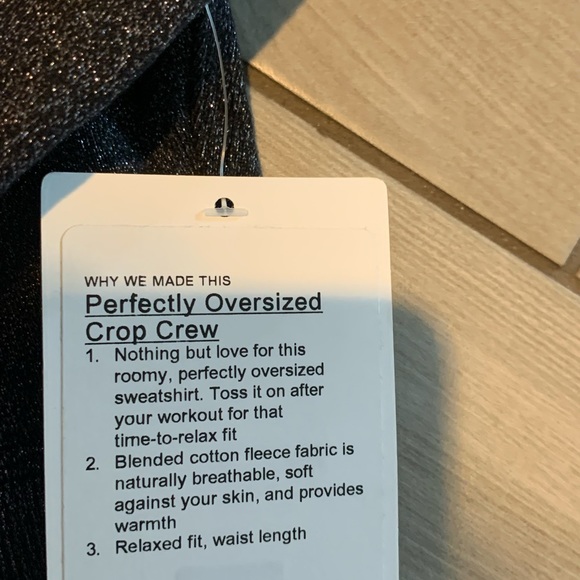 WHY WE MADE THIS
Perfectly Oversized
Crop Crew
1. Nothing but love for this
roomy, perfectly oversized
sweatshirt. Toss it on after
your workout for that
time-to-relax fit
2. Blended cotton fleece fabric is
naturally breathable, soft
against your skin, and provides
warmth
3. Relaxed fit, waist length